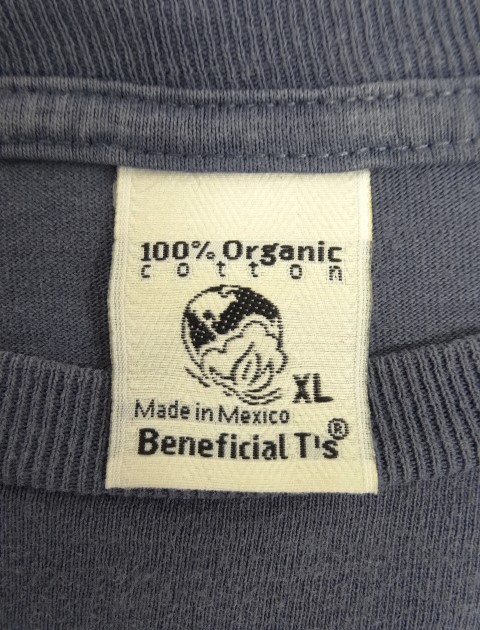 100% Organic
cotton
XL
Made in Mexico
Beneficial T's®